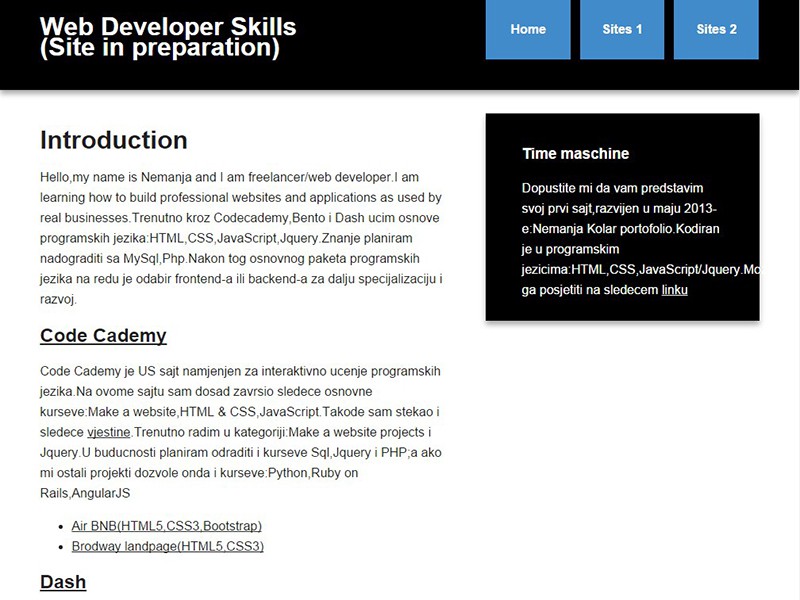 Web Developer Skills
(Site in preparation)
Home
Sites 1
Sites 2
Introduction
Hello,my name is Nemanja and I am freelancer/web developer.I am
learning how to build professional websites and applications as used by
real businesses.Trenutno kroz Codecademy,Bento i Dash ucim osnove
programskih jezika:HTML,CSS,JavaScript,Jquery.Znanje planiram
nadograditi sa MySql,Php.Nakon tog osnovnog paketa programskih
jezika na redu je odabir frontend-a ili backend-a za dalju specijalizaciju i
razvoj.
Code Cademy
Code Cademy je US sajt namjenjen za interaktivno ucenje programskih
jezika.Na ovome sajtu sam dosad zavrsio sledece osnovne
kurseve:Make a website,HTML & CSS,JavaScript.Takode sam stekao i
sledece vjestine.Trenutno radim u kategoriji:Make a website projects i
Jquery.U buducnosti planiram odraditi i kurseve Sql,Jquery i PHP;a ako
mi ostali projekti dozvole onda i kurseve:Python,Ruby on
Rails,AngularJS
Air BNB(HTML5,CSS3,Bootstrap)
Brodway landpage(HTML5,CSS3)
Dash
Time maschine
Dopustite mi da vam predstavim
svoj prvi sajt,razvijen u maju 2013-
e:Nemanja Kolar portofolio.Kodiran
je u programskim
jezicima:HTML,CSS,JavaScript/Jquery.
ga posjetiti na sledecem linku